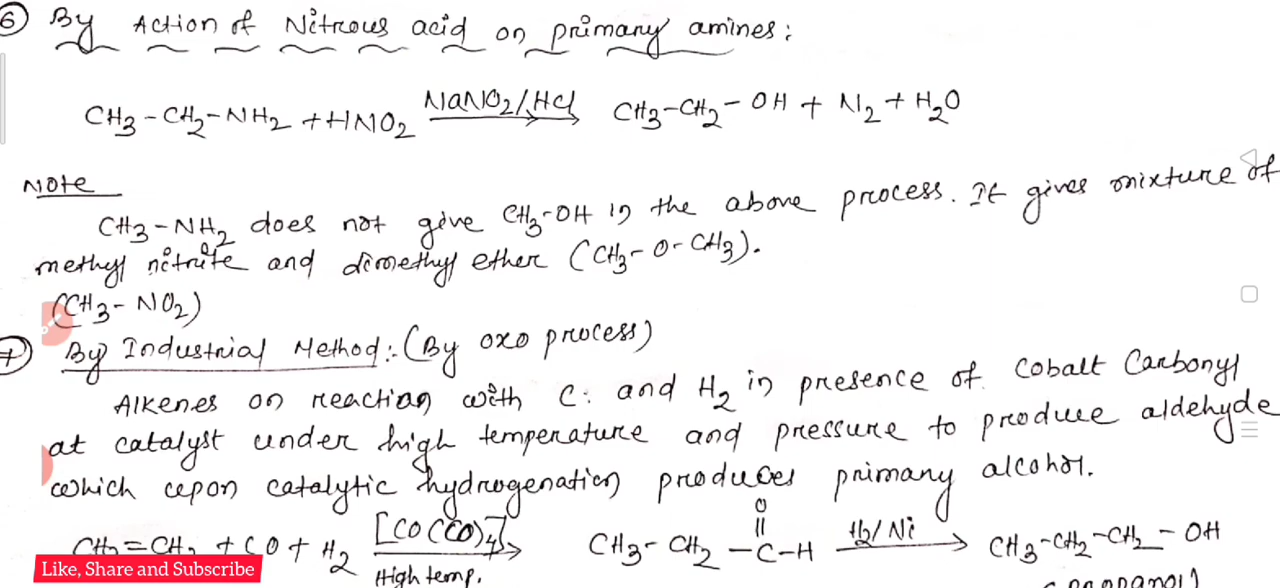 ⑥ By Action of Nitrous acid on primary amines:
CH3-CH2-NH2 + HNO2 NaNO2/HCl CH3-CH2-OH + N2 + H2O
Note
CH3-NH2 does not give CH3-OH in the above process. It gives mixture of
methyl nitrite and dimethyl ether (CH3-O-CH3).
(CH3-NO2)
⑦ By Industrial Method:- (By oxo process)
Alkenes on reaction with C: and H2 in presence of Cobalt Carbonyl
at catalyst under high temperature and pressure to produce aldehyde
which upon catalytic hydrogenation produces primary alcohol.
O
||
CH2=CH2 + CO + H2 [CO(CO)4] CH3-CH2-C-H H2/Ni CH3-CH2-CH2-OH
High temp.
Like, Share and Subscribe